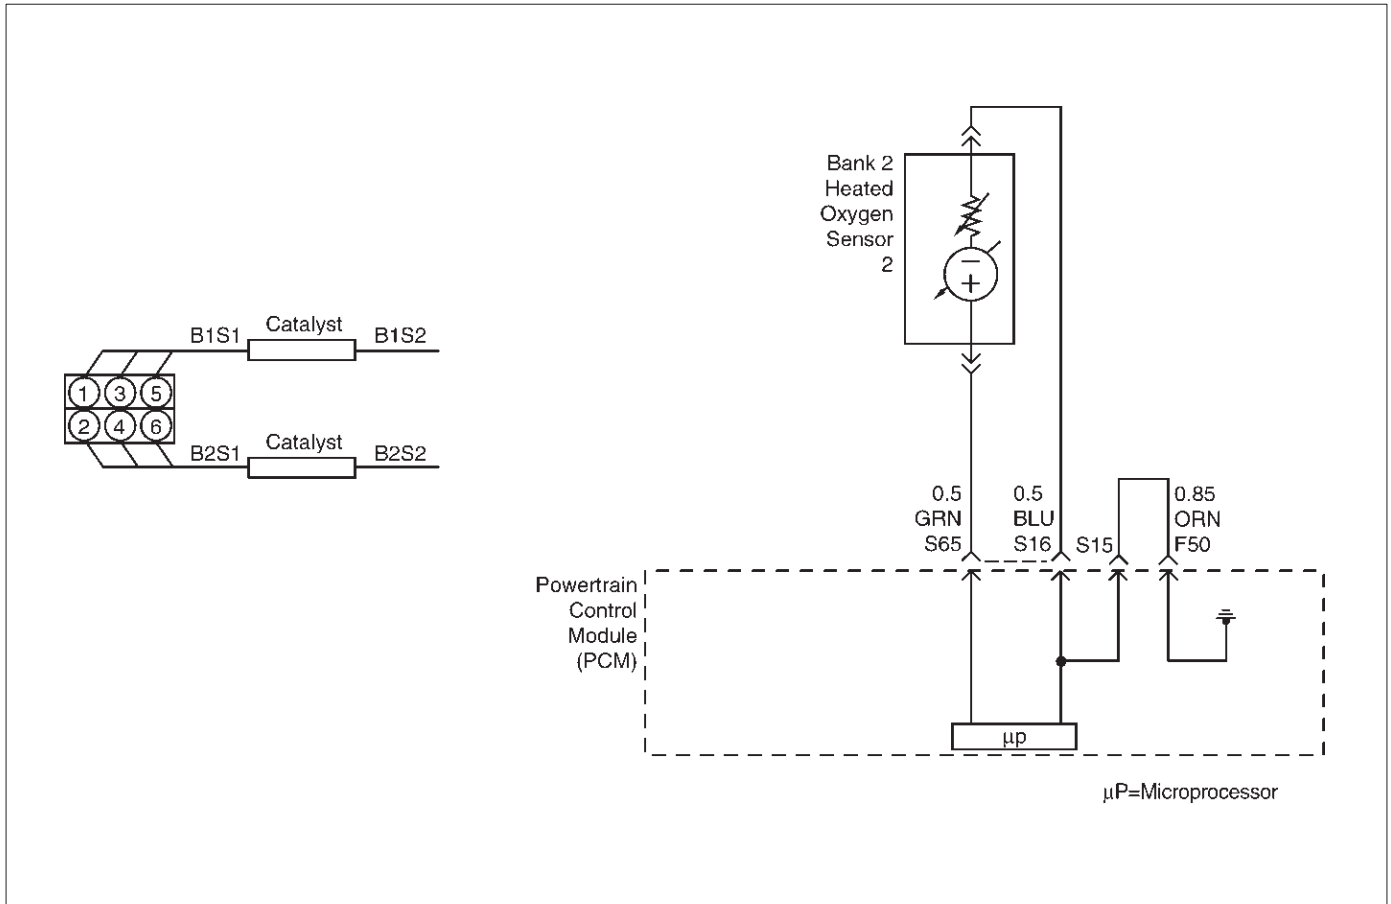 Bank 2
Heated
Oxygen
Sensor
2
B1S1
Catalyst
B1S2
1
3
5
2
4
6
B2S1
Catalyst
B2S2
0.5
GRN
S65
0.5
BLU
S16
S15
0.85
ORN
F50
Powertrain
Control
Module
(PCM)
−
+
μp
μP=Microprocessor